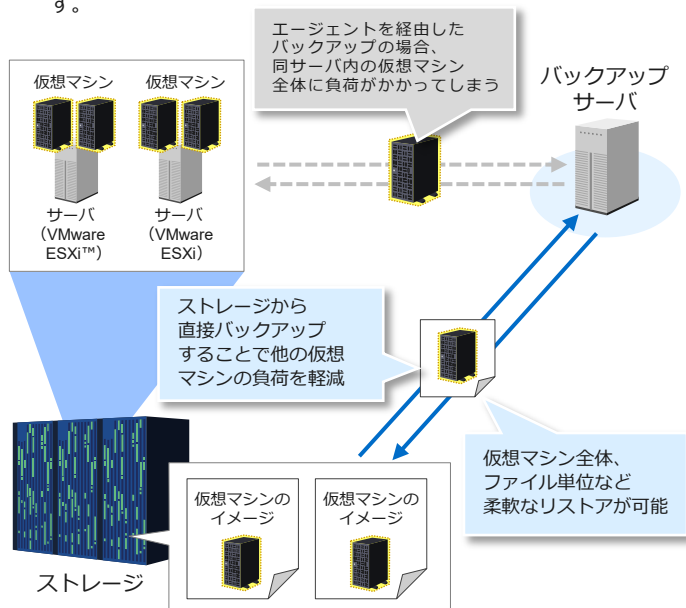 す。
エージェントを経由した
バックアップの場合、
同サーバ内の仮想マシン
全体に負荷がかかってしまう
仮想マシン
仮想マシン
バックアップ
サーバ
サーバ
（VMware
ESXi™）
サーバ
（VMware
ESXi）
ストレージから
直接バックアップ
することで他の仮想
マシンの負荷を軽減
仮想マシン全体、
ファイル単位など
柔軟なリストアが可能
仮想マシンの
イメージ
仮想マシンの
イメージ
ストレージ